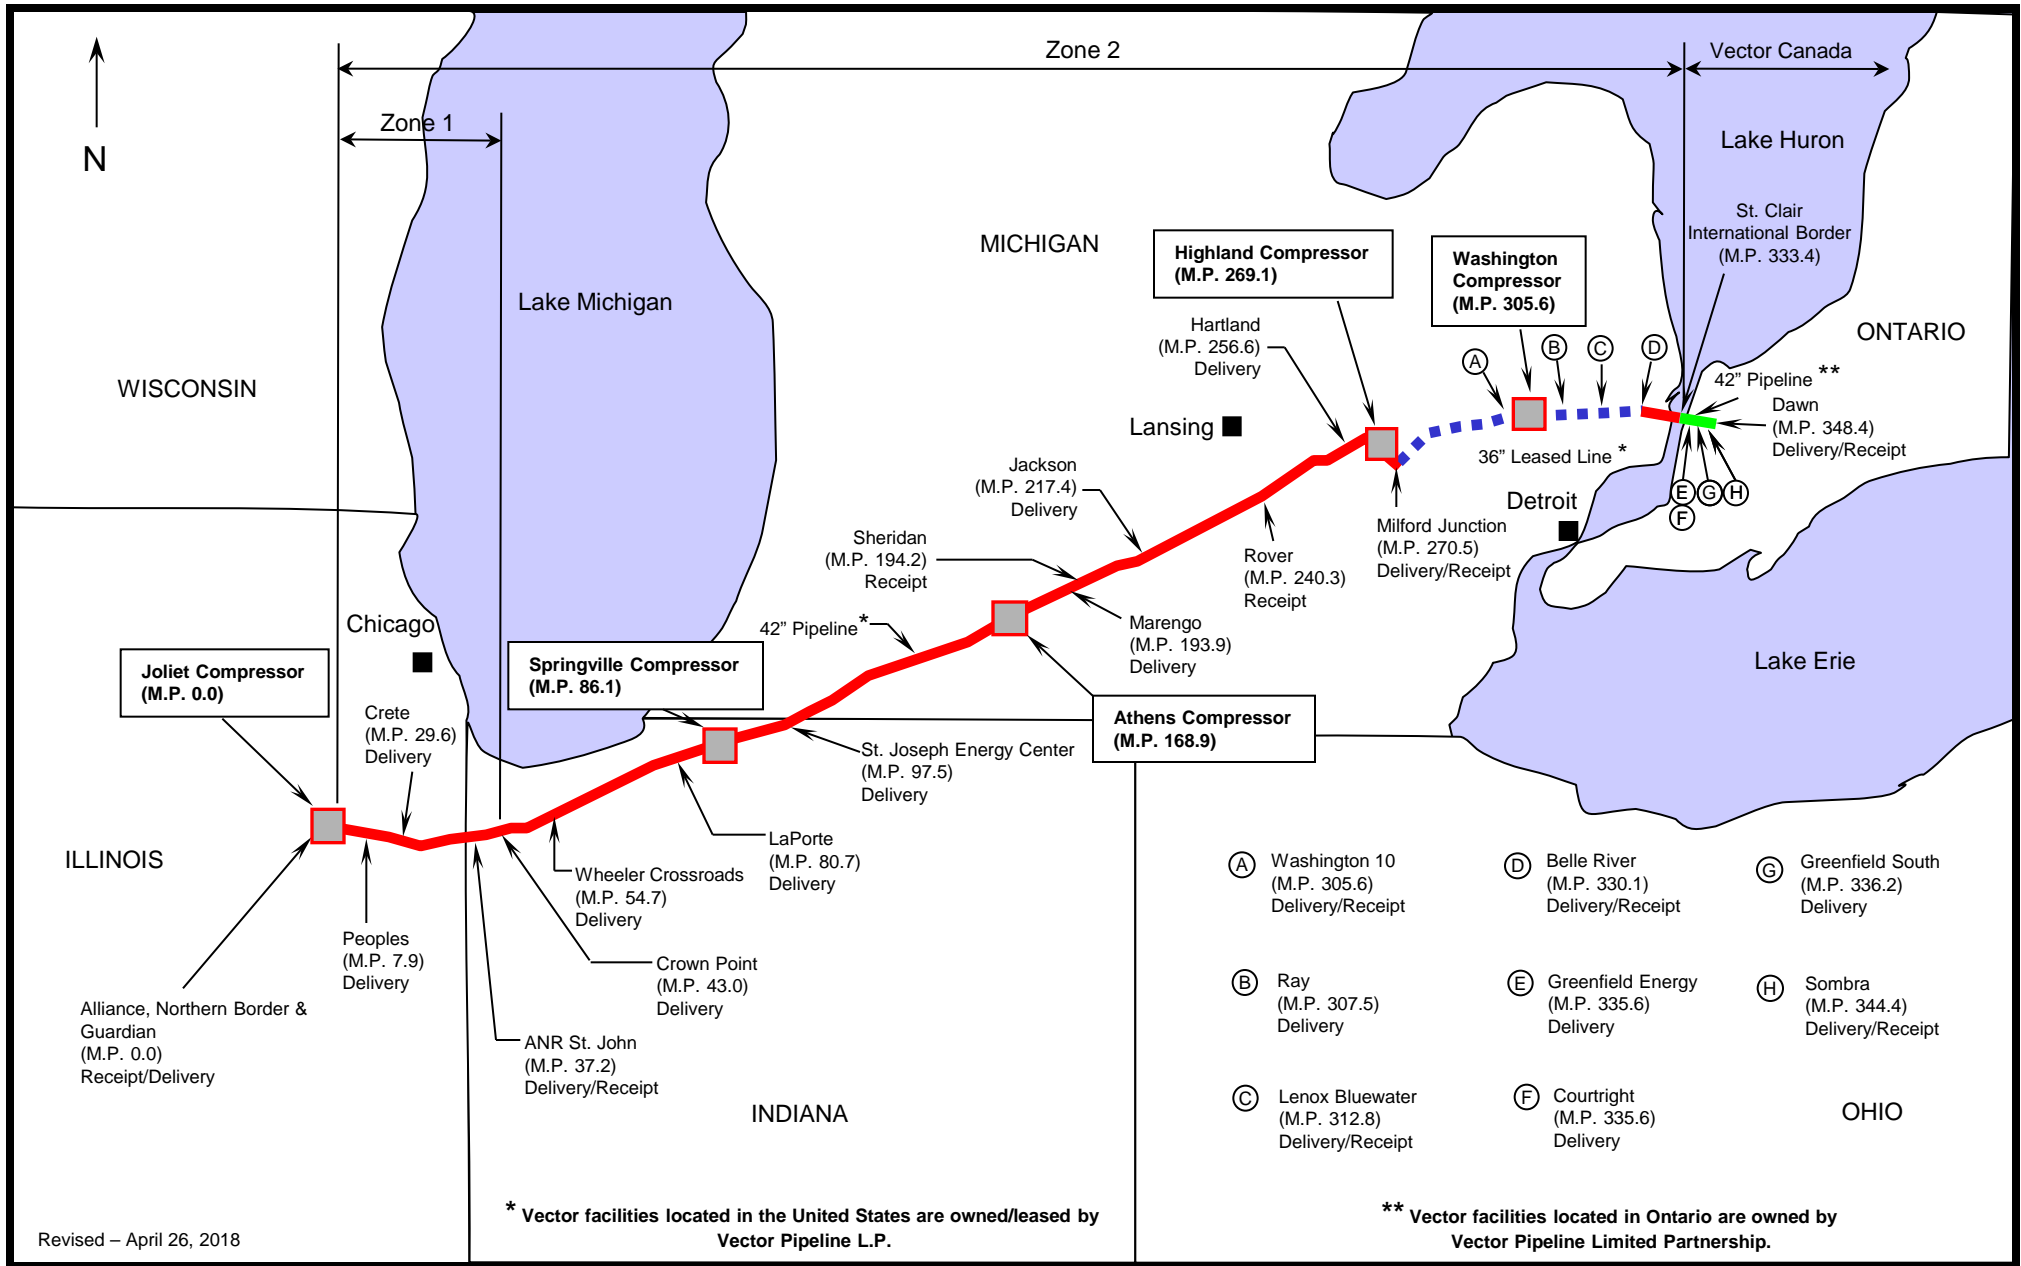 Zone 2
Vector Canada
Zone 1
N
Lake Huron
St. Clair
International Border
(M.P. 333.4)
MICHIGAN
Highland Compressor
(M.P. 269.1)
Washington
Compressor
(M.P. 305.6)
Lake Michigan
Hartland
(M.P. 256.6)
Delivery
A
B
C
D
ONTARIO
WISCONSIN
42” Pipeline **
Dawn
(M.P. 348.4)
Delivery/Receipt
Lansing
36” Leased Line *
Jackson
(M.P. 217.4)
Delivery
Detroit
E
G
H
F
Milford Junction
(M.P. 270.5)
Delivery/Receipt
Sheridan
(M.P. 194.2)
Receipt
Rover
(M.P. 240.3)
Receipt
Chicago
42” Pipeline*
Marengo
(M.P. 193.9)
Delivery
Lake Erie
Joliet Compressor
(M.P. 0.0)
Springville Compressor
(M.P. 86.1)
Crete
(M.P. 29.6)
Delivery
Athens Compressor
(M.P. 168.9)
St. Joseph Energy Center
(M.P. 97.5)
Delivery
ILLINOIS
LaPorte
(M.P. 80.7)
Delivery
Wheeler Crossroads
(M.P. 54.7)
Delivery
Peoples
(M.P. 7.9)
Delivery
Crown Point
(M.P. 43.0)
Delivery
Alliance, Northern Border &
Guardian
(M.P. 0.0)
Receipt/Delivery
ANR St. John
(M.P. 37.2)
Delivery/Receipt
INDIANA
A Washington 10
(M.P. 305.6)
Delivery/Receipt
D Belle River
(M.P. 330.1)
Delivery/Receipt
G Greenfield South
(M.P. 336.2)
Delivery
B Ray
(M.P. 307.5)
Delivery
E Greenfield Energy
(M.P. 335.6)
Delivery
H Sombra
(M.P. 344.4)
Delivery/Receipt
C Lenox Bluewater
(M.P. 312.8)
Delivery/Receipt
F Courtright
(M.P. 335.6)
Delivery
OHIO
* Vector facilities located in the United States are owned/leased by
Vector Pipeline L.P.
** Vector facilities located in Ontario are owned by
Vector Pipeline Limited Partnership.
Revised – April 26, 2018